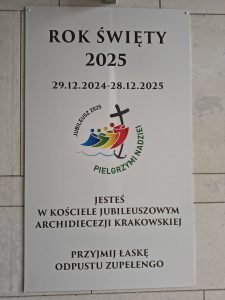 ROK ŚWIĘTY
2025
29.12.2024-28.12.2025
JUBILEUSZ 2025
PIELGRZYMI NADZIEI
JESTEŚ
W KOŚCIELE JUBILEUSZOWYM
ARCHIDIECEZJI KRAKOWSKIEJ
PRZYJMIJ ŁASKĘ
ODPUSTU ZUPEŁNEGO